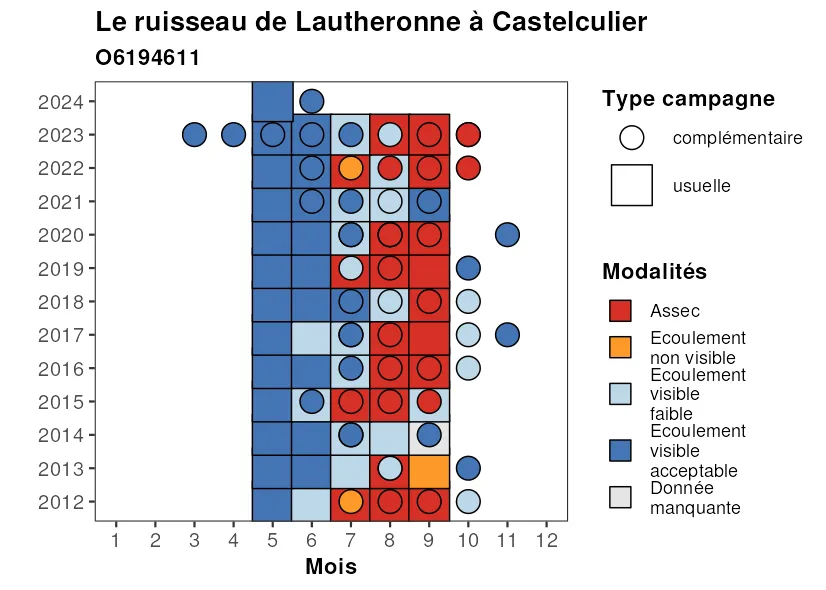 Le ruisseau de Lautheronne à Castelculier
O6194611
2024
2023
2022
2021
2020
2019
2018
2017
2016
2015
2014
2013
2012
1 2 3 4 5 6 7 8 9 10 11 12
Mois
Type campagne
complémentaire
usuelle
Modalités
Assec
Ecoulement
non visible
Ecoulement
visible
faible
Ecoulement
visible
acceptable
Donnée
manquante